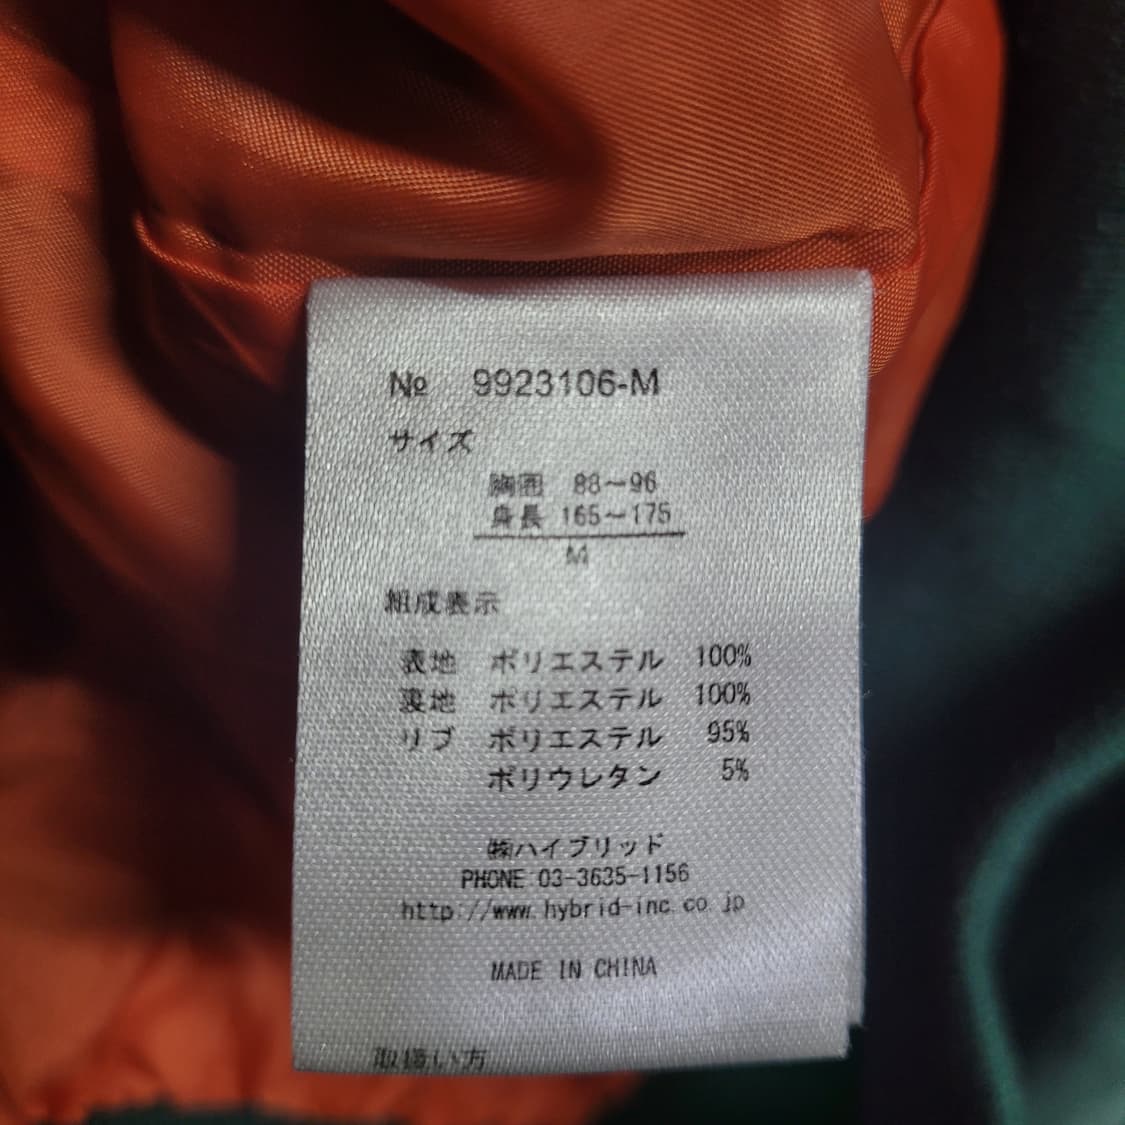 № 9923106-M
サイズ
胸囲 88～96
身長 165～175
M
組成表示
表地 ポリエステル 100%
裏地 ポリエステル 100%
リブ ポリエステル 95%
ポリウレタン 5%
㈱ハイブリッド
PHONE 03-3635-1156
http://www.hybrid-inc.co.jp
MADE IN CHINA
取扱い方